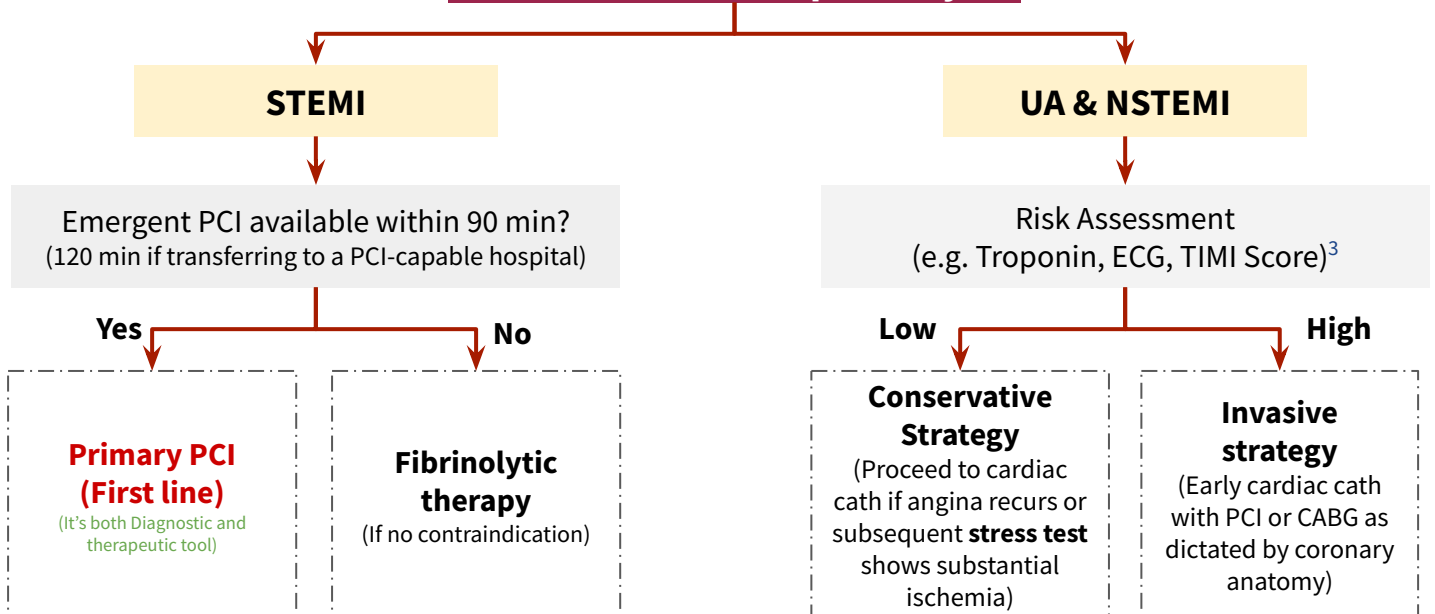 STEMI
UA & NSTEMI
Emergent PCI available within 90 min?
(120 min if transferring to a PCI-capable hospital)
Risk Assessment
(e.g. Troponin, ECG, TIMI Score)3
Yes
No
Low
High
Primary PCI
(First line)
(It's both Diagnostic and
therapeutic tool)
Fibrinolytic
therapy
(If no contraindication)
Conservative
Strategy
(Proceed to cardiac
cath if angina recurs or
subsequent stress test
shows substantial
ischemia)
Invasive
strategy
(Early cardiac cath
with PCI or CABG as
dictated by coronary
anatomy)